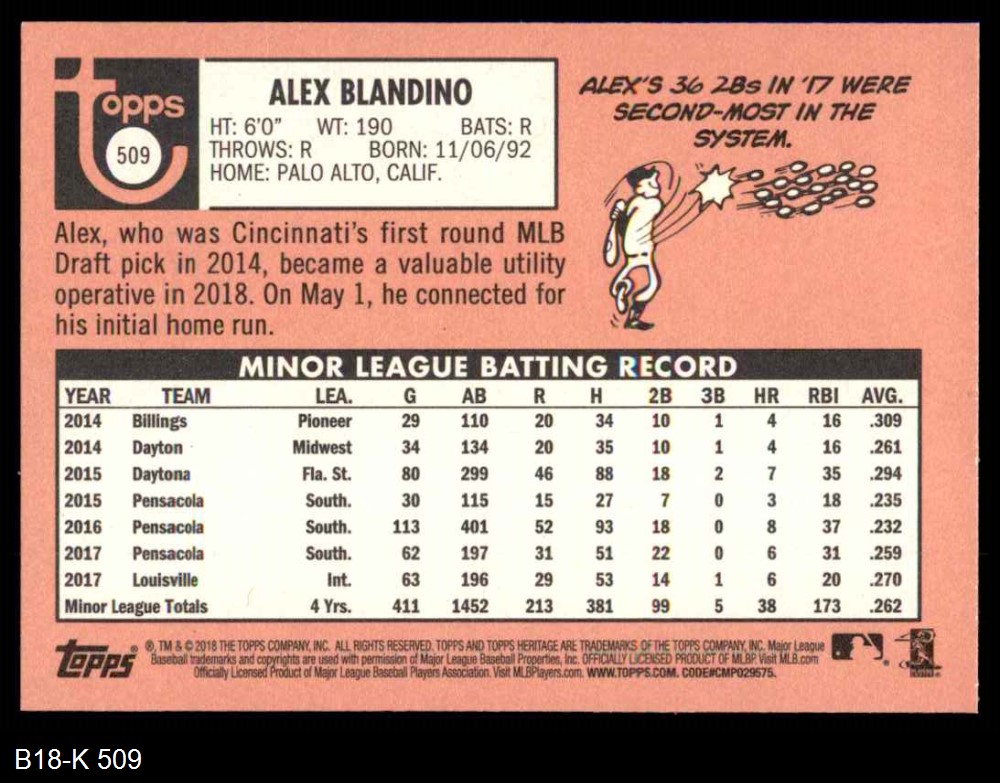 Topps
509
ALEX BLANDINO
HT: 6'0" WT: 190 BATS: R
THROWS: R BORN: 11/06/92
HOME: PALO ALTO, CALIF.
ALEX'S 36 2Bs IN '17 WERE
SECOND-MOST IN THE
SYSTEM.
Alex, who was Cincinnati's first round MLB
Draft pick in 2014, became a valuable utility
operative in 2018. On May 1, he connected for
his initial home run.
MINOR LEAGUE BATTING RECORD
YEAR TEAM LEA. G AB R H 2B 3B HR RBI AVG.
2014 Billings Pioneer 29 110 20 34 10 1 4 16 .309
2014 Dayton Midwest 34 134 20 35 10 1 4 16 .261
2015 Daytona Fla. St. 80 299 46 88 18 2 7 35 .294
2015 Pensacola South. 30 115 15 27 7 0 3 18 .235
2016 Pensacola South. 113 401 52 93 18 0 8 37 .232
2017 Pensacola South. 62 197 31 51 22 0 6 31 .259
2017 Louisville Int. 63 196 29 53 14 1 6 20 .270
Minor League Totals 4 Yrs. 411 1452 213 381 99 5 38 173 .262
Topps ®, TM & © 2018 THE TOPPS COMPANY, INC. ALL RIGHTS RESERVED. TOPPS AND TOPPS HERITAGE ARE TRADEMARKS OF THE TOPPS COMPANY, INC. Major League
Baseball trademarks and copyrights are used with permission of Major League Baseball Properties, Inc. OFFICIALLY LICENSED PRODUCT OF MLBP. Visit MLB.com
Officially Licensed Product of Major League Baseball Players Association. Visit MLBPlayers.com. WWW.TOPPS.COM. CODE#CMP029575.
B18-K 509